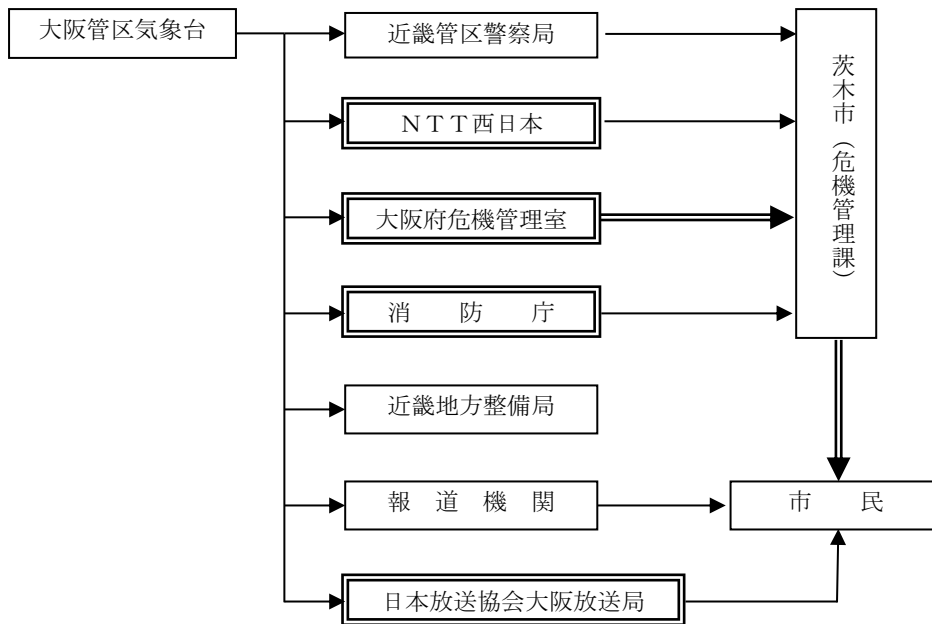 大阪管区気象台
近畿管区警察局
ＮＴＴ西日本
大阪府危機管理室
消　防　庁
近畿地方整備局
報　道　機　関
日本放送協会大阪放送局
茨木市（危機管理課）
市　民